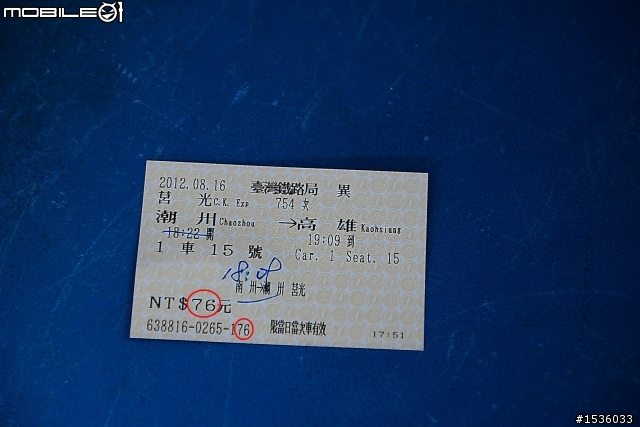 MOBILE01
2012.08.16 臺灣鐵路局 異
莒 光 C.K. Exp 754 次
潮 州 Chaozhou →高 雄 Kaohsiung
18:22 開 19:09 到
1 車 15 號 Car. 1 Seat. 15
18:08
南 州→潮 州 莒光
NT$76元
638816-0265-176 限當日當次車有效 17:51
#1536033